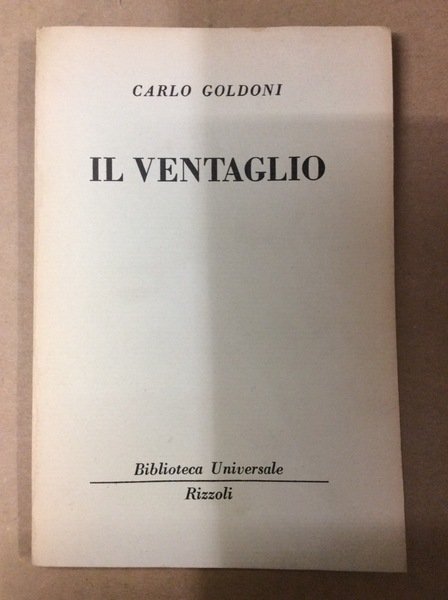 CARLO GOLDONI
IL VENTAGLIO
Biblioteca Universale
Rizzoli